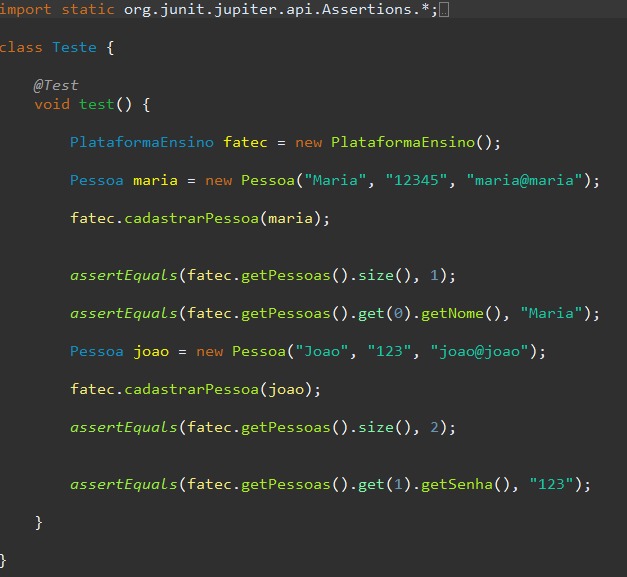 import static org.junit.jupiter.api.Assertions.*;
class Teste {
@Test
void test() {
PlataformaEnsino fatec = new PlataformaEnsino();
Pessoa maria = new Pessoa("Maria", "12345", "maria@maria");
fatec.cadastrarPessoa(maria);
assertEquals(fatec.getPessoas().size(), 1);
assertEquals(fatec.getPessoas().get(0).getNome(), "Maria");
Pessoa joao = new Pessoa("Joao", "123", "joao@joao");
fatec.cadastrarPessoa(joao);
assertEquals(fatec.getPessoas().size(), 2);
assertEquals(fatec.getPessoas().get(1).getSenha(), "123");
}
}